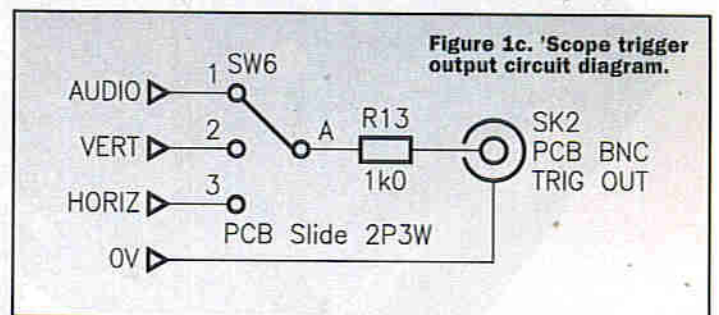 Figure 1c. 'Scope trigger
output circuit diagram.
SW6
AUDIO 1
VERT 2
HORIZ 3
0V
A
R13
1k0
SK2
PCB BNC
TRIG OUT
PCB Slide 2P3W